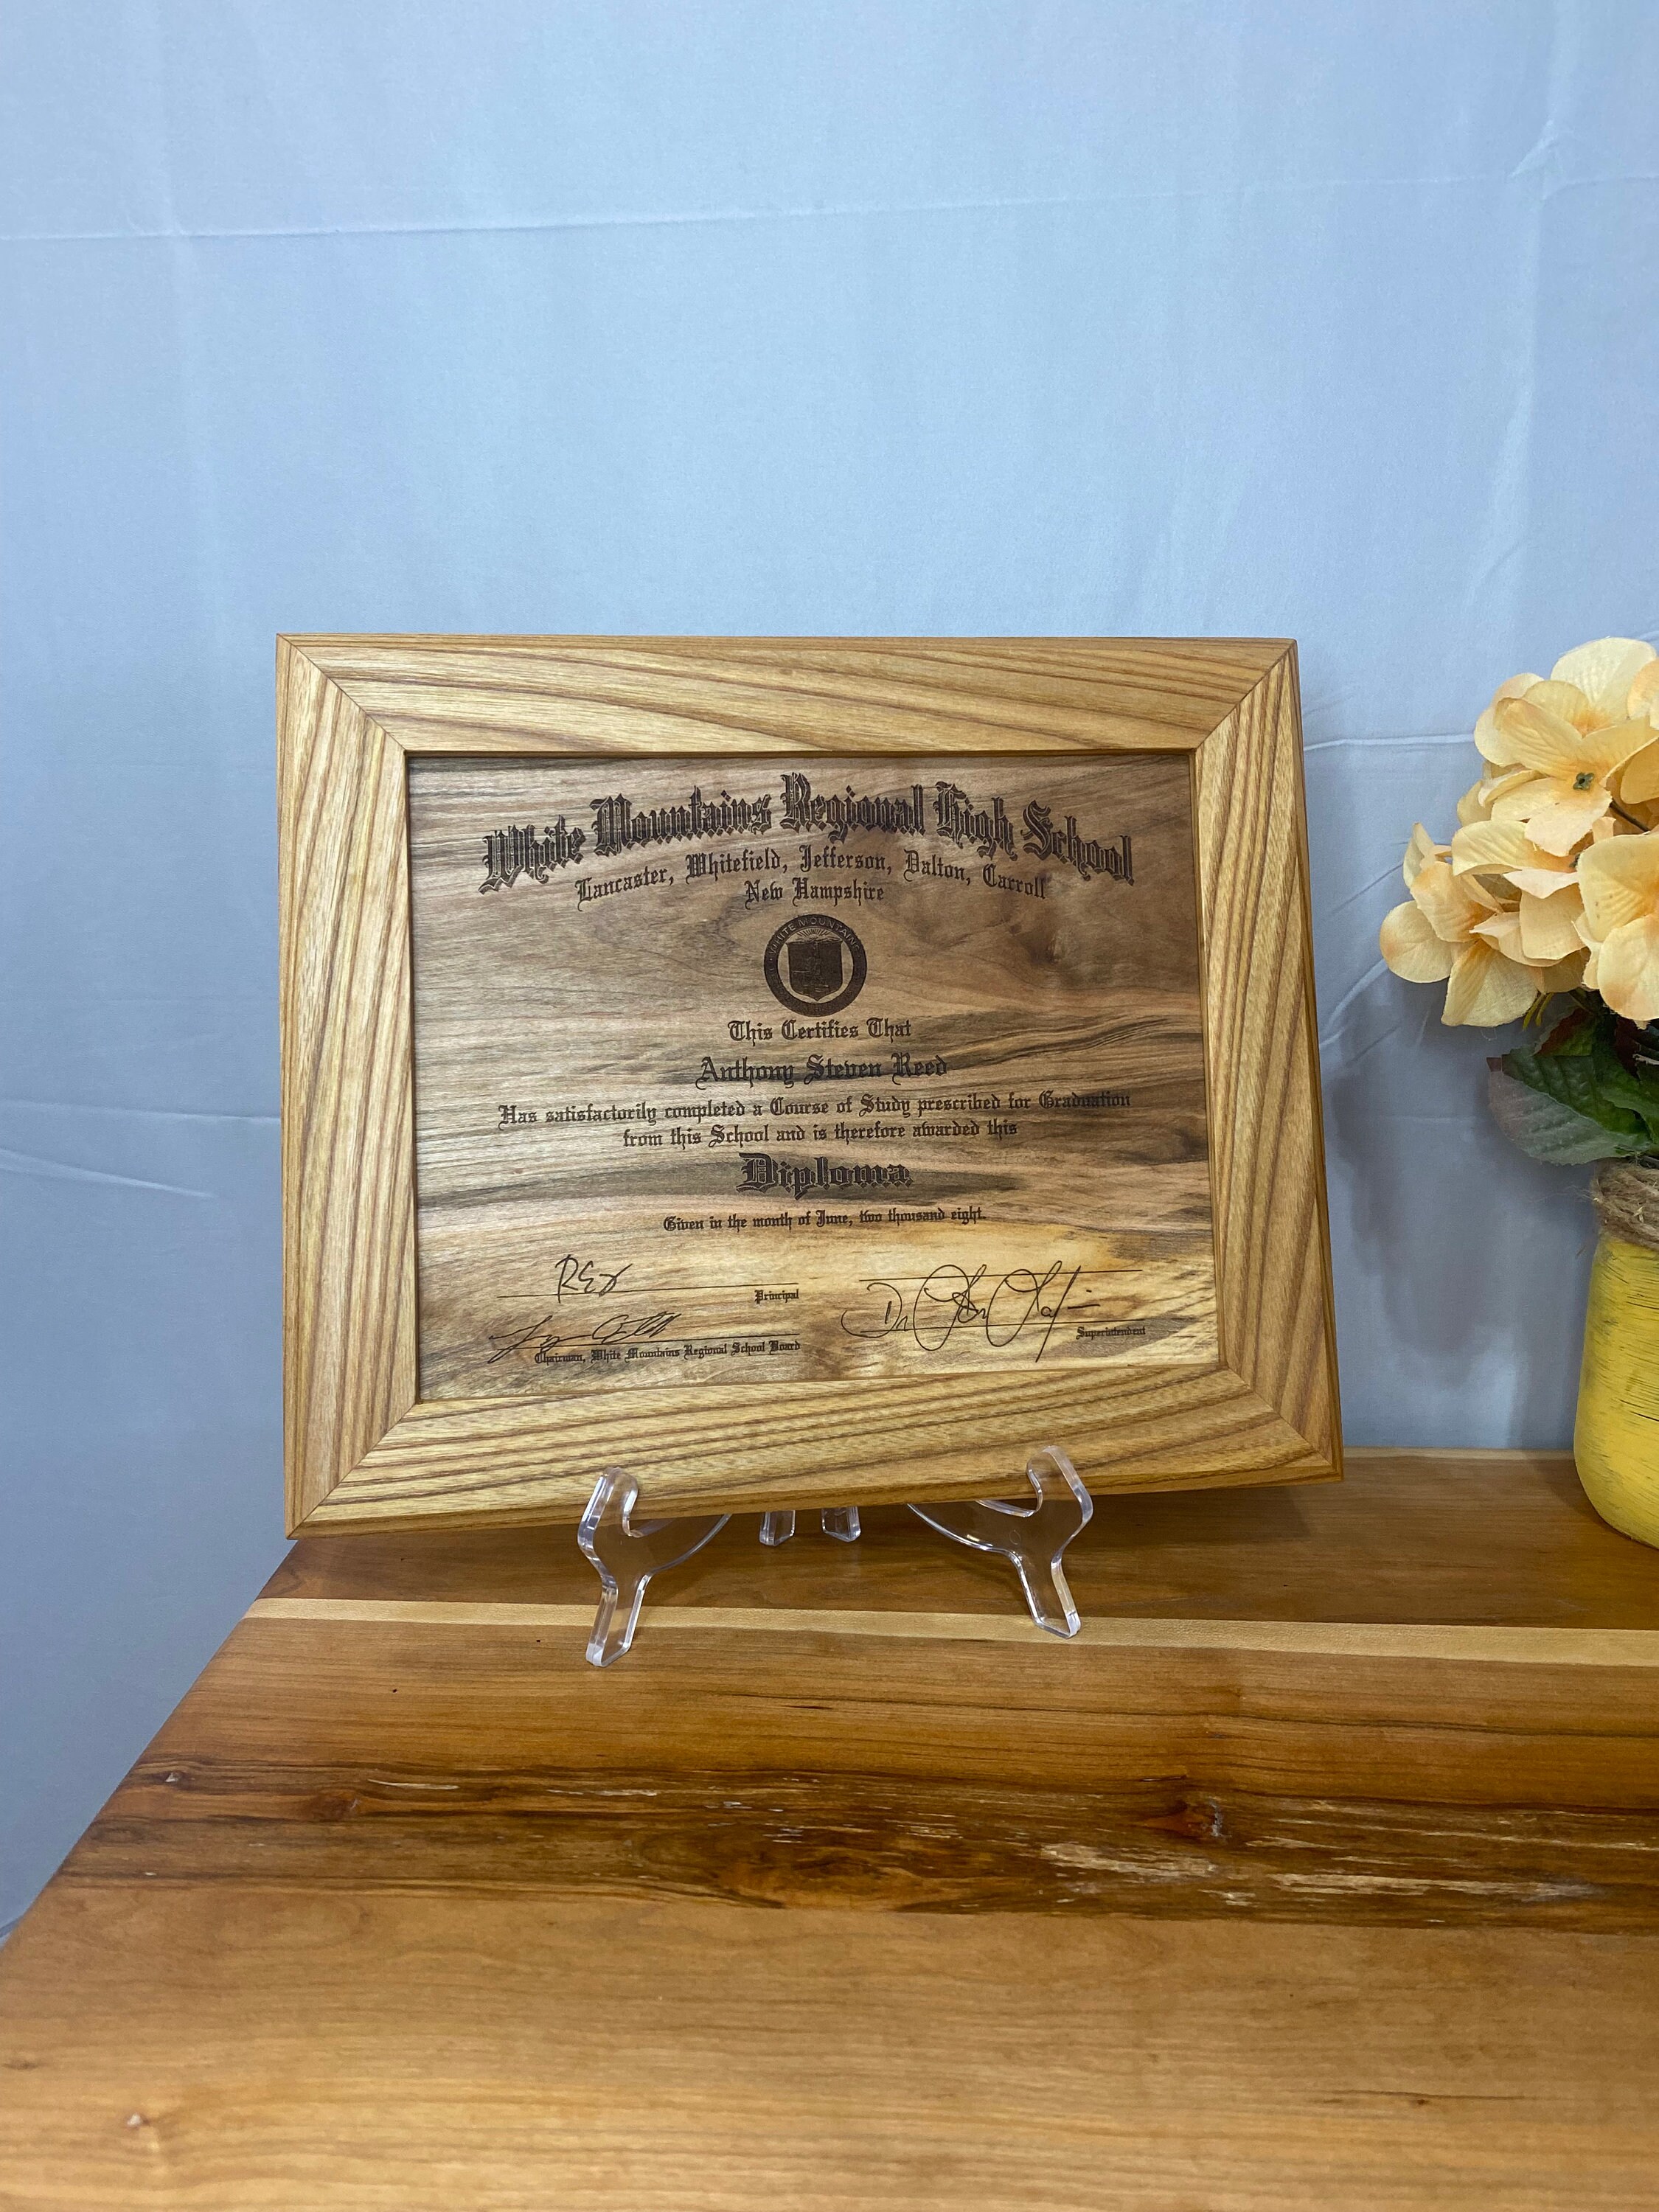 White Mountains Regional High School
Lancaster, Whitefield, Jefferson, Dalton, Carroll
New Hampshire
WHITE MOUNTAINS
This Certifies That
Anthony Steven Reed
Has satisfactorily completed a Course of Study prescribed for Graduation
from this School and is therefore awarded this
Diploma
Given in the month of June, two thousand eight.
Principal
Superintendent
Chairman, White Mountains Regional School Board